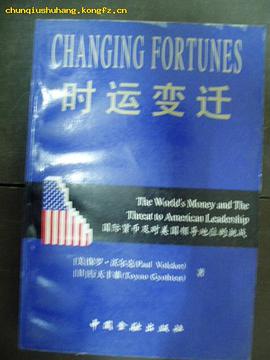 chunqiushuhang.kongfz.cn
CHANGING FORTUNES
时运变迁
The World's Money and The
Threat to American Leadership
国际货币及对美国领导地位的挑战
[美]保罗·沃尔克(Paul Volcker)
[日]行天丰雄(Toyoo Gyohten) 著
中国金融出版社